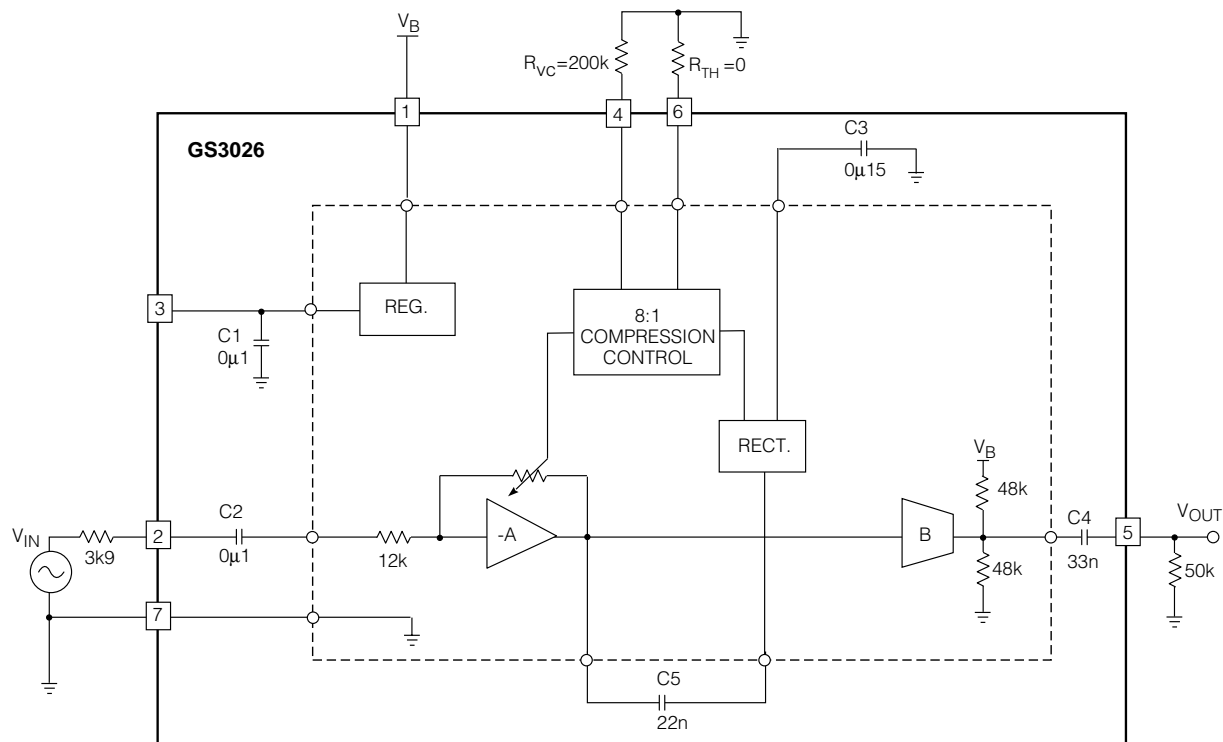 V_B
R_VC=200k
R_TH =0
1
4
6
GS3026
C3
0µ15
3
REG.
C1
0µ1
8:1
COMPRESSION
CONTROL
RECT.
V_B
48k
V_IN
3k9
2
C2
0µ1
12k
-A
B
48k
C4
33n
5
V_OUT
50k
7
C5
22n